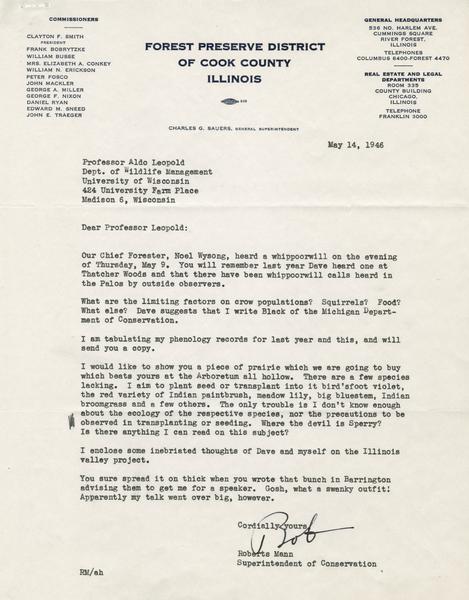 COMMISSIONERS
CLAYTON F. SMITH
PRESIDENT
FRANK BOBRYTZKE
WILLIAM BUSSE
MRS. ELIZABETH A. CONKEY
WILLIAM N. ERICKSON
PETER FOSCO
JOHN MACKLER
GEORGE A. MILLER
GEORGE F. NIXON
DANIEL RYAN
EDWARD M. SNEED
JOHN E. TRAEGER
FOREST PRESERVE DISTRICT
OF COOK COUNTY
ILLINOIS
CHARLES G. SAUERS, GENERAL SUPERINTENDENT
GENERAL HEADQUARTERS
536 NO. HARLEM AVE.
CUMMINGS SQUARE
RIVER FOREST,
ILLINOIS
TELEPHONES
COLUMBUS 8400-FOREST 4470
REAL ESTATE AND LEGAL
DEPARTMENTS
ROOM 335
COUNTY BUILDING
CHICAGO,
ILLINOIS
TELEPHONE
FRANKLIN 3000
May 14, 1946
Professor Aldo Leopold
Dept. of Wildlife Management
University of Wisconsin
424 University Farm Place
Madison 6, Wisconsin
Dear Professor Leopold:
Our Chief Forester, Noel Wysong, heard a whippoorwill on the evening
of Thursday, May 9. You will remember last year Dave heard one at
Thatcher Woods and that there have been whippoorwill calls heard in
the Palos by outside observers.
What are the limiting factors on crow populations? Squirrels? Food?
What else? Dave suggests that I write Black of the Michigan Depart-
ment of Conservation.
I am tabulating my phenology records for last year and this, and will
send you a copy.
I would like to show you a piece of prairie which we are going to buy
which beats yours at the Arboretum all hollow. There are a few species
lacking. I aim to plant seed or transplant into it bird'sfoot violet,
the red variety of Indian paintbrush, meadow lily, big bluestem, Indian
broomgrass and a few others. The only trouble is I don't know enough
about the ecology of the respective species, nor the precautions to be
observed in transplanting or seeding. Where the devil is Sperry?
Is there anything I can read on this subject?
I enclose some inebriated thoughts of Dave and myself on the Illinois
valley project.
You sure spread it on thick when you wrote that bunch in Barrington
advising them to get me for a speaker. Gosh, what a swanky outfit!
Apparently my talk went over big, however.
Cordially yours,
Bob
Roberts Mann
Superintendent of Conservation
RM/ah